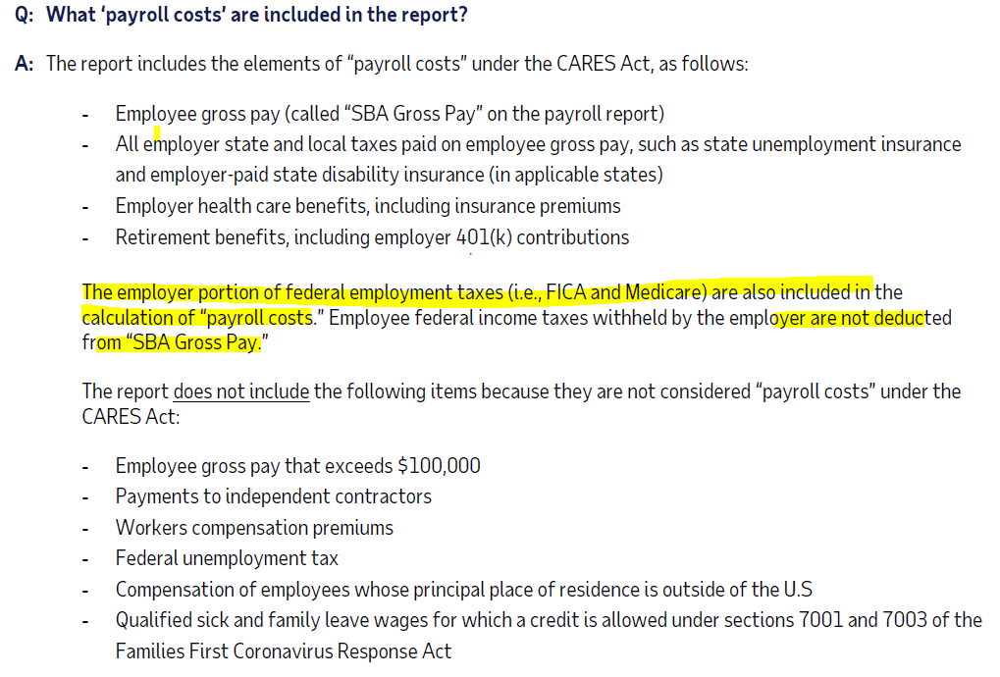 Q: What ‘payroll costs’ are included in the report?
A: The report includes the elements of “payroll costs” under the CARES Act, as follows:
- Employee gross pay (called “SBA Gross Pay” on the payroll report)
- All employer state and local taxes paid on employee gross pay, such as state unemployment insurance
and employer-paid state disability insurance (in applicable states)
- Employer health care benefits, including insurance premiums
- Retirement benefits, including employer 401(k) contributions
The employer portion of federal employment taxes (i.e., FICA and Medicare) are also included in the
calculation of “payroll costs.” Employee federal income taxes withheld by the employer are not deducted
from “SBA Gross Pay.”
The report does not include the following items because they are not considered “payroll costs” under the
CARES Act:
- Employee gross pay that exceeds $100,000
- Payments to independent contractors
- Workers compensation premiums
- Federal unemployment tax
- Compensation of employees whose principal place of residence is outside of the U.S
- Qualified sick and family leave wages for which a credit is allowed under sections 7001 and 7003 of the
Families First Coronavirus Response Act